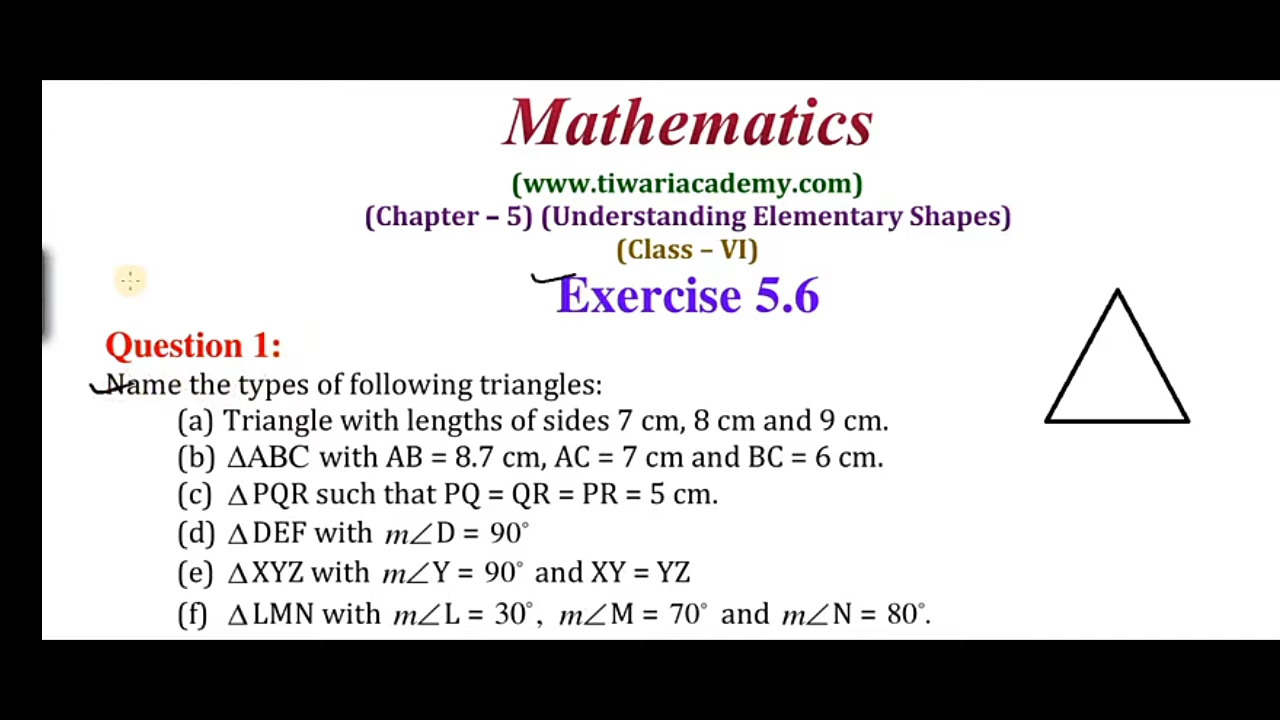 Mathematics
(www.tiwariacademy.com)
(Chapter – 5) (Understanding Elementary Shapes)
(Class – VI)
Exercise 5.6
Question 1:
Name the types of following triangles:
(a) Triangle with lengths of sides 7 cm, 8 cm and 9 cm.
(b) ΔABC with AB = 8.7 cm, AC = 7 cm and BC = 6 cm.
(c) ΔPQR such that PQ = QR = PR = 5 cm.
(d) ΔDEF with m∠D = 90°
(e) ΔXYZ with m∠Y = 90° and XY = YZ
(f) ΔLMN with m∠L = 30°, m∠M = 70° and m∠N = 80°.